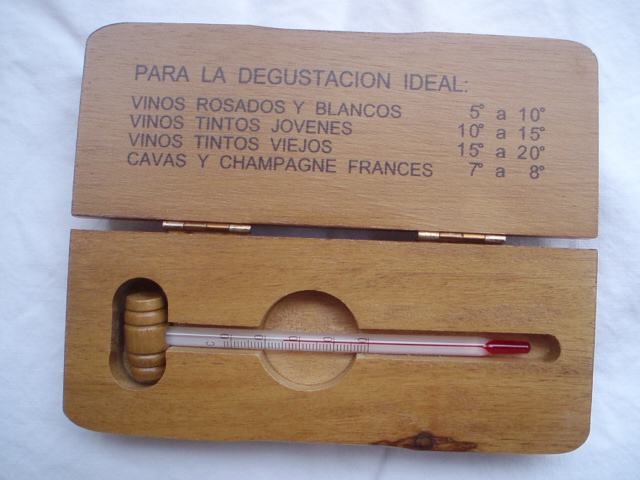 PARA LA DEGUSTACION IDEAL:
VINOS ROSADOS Y BLANCOS 5° a 10°
VINOS TINTOS JOVENES 10° a 15°
VINOS TINTOS VIEJOS 15° a 20°
CAVAS Y CHAMPAGNE FRANCES 7° a 8°